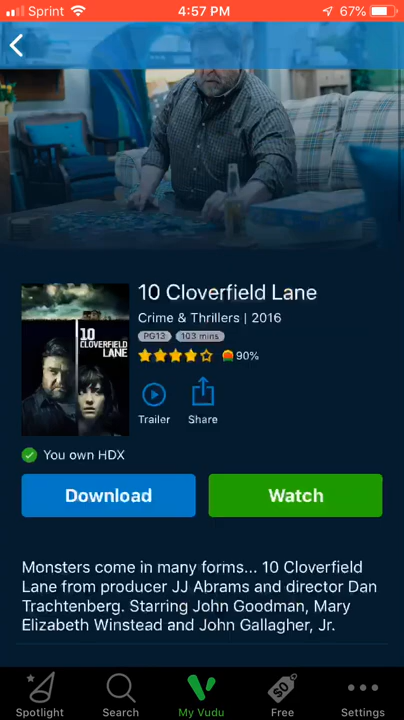 Sprint 4:57 PM 67%
10 Cloverfield Lane
Crime & Thrillers | 2016
PG13 103 mins
90%
10
CLOVERFIELD
LANE
Trailer Share
You own HDX
Download Watch
Monsters come in many forms... 10 Cloverfield
Lane from producer JJ Abrams and director Dan
Trachtenberg. Starring John Goodman, Mary
Elizabeth Winstead and John Gallagher, Jr.
$0
Spotlight Search My Vudu Free Settings